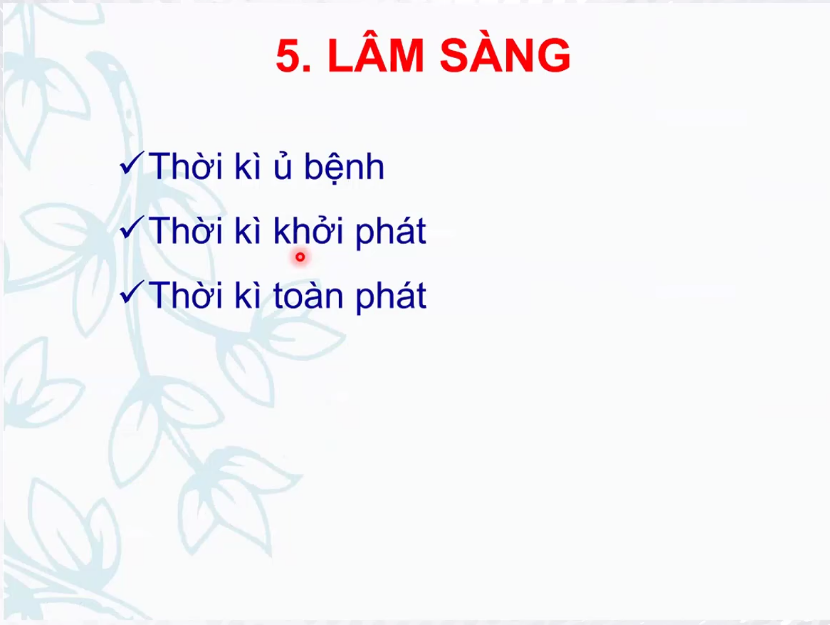 5. LÂM SÀNG
✓Thời kì ủ bệnh
✓Thời kì khởi phát
✓Thời kì toàn phát